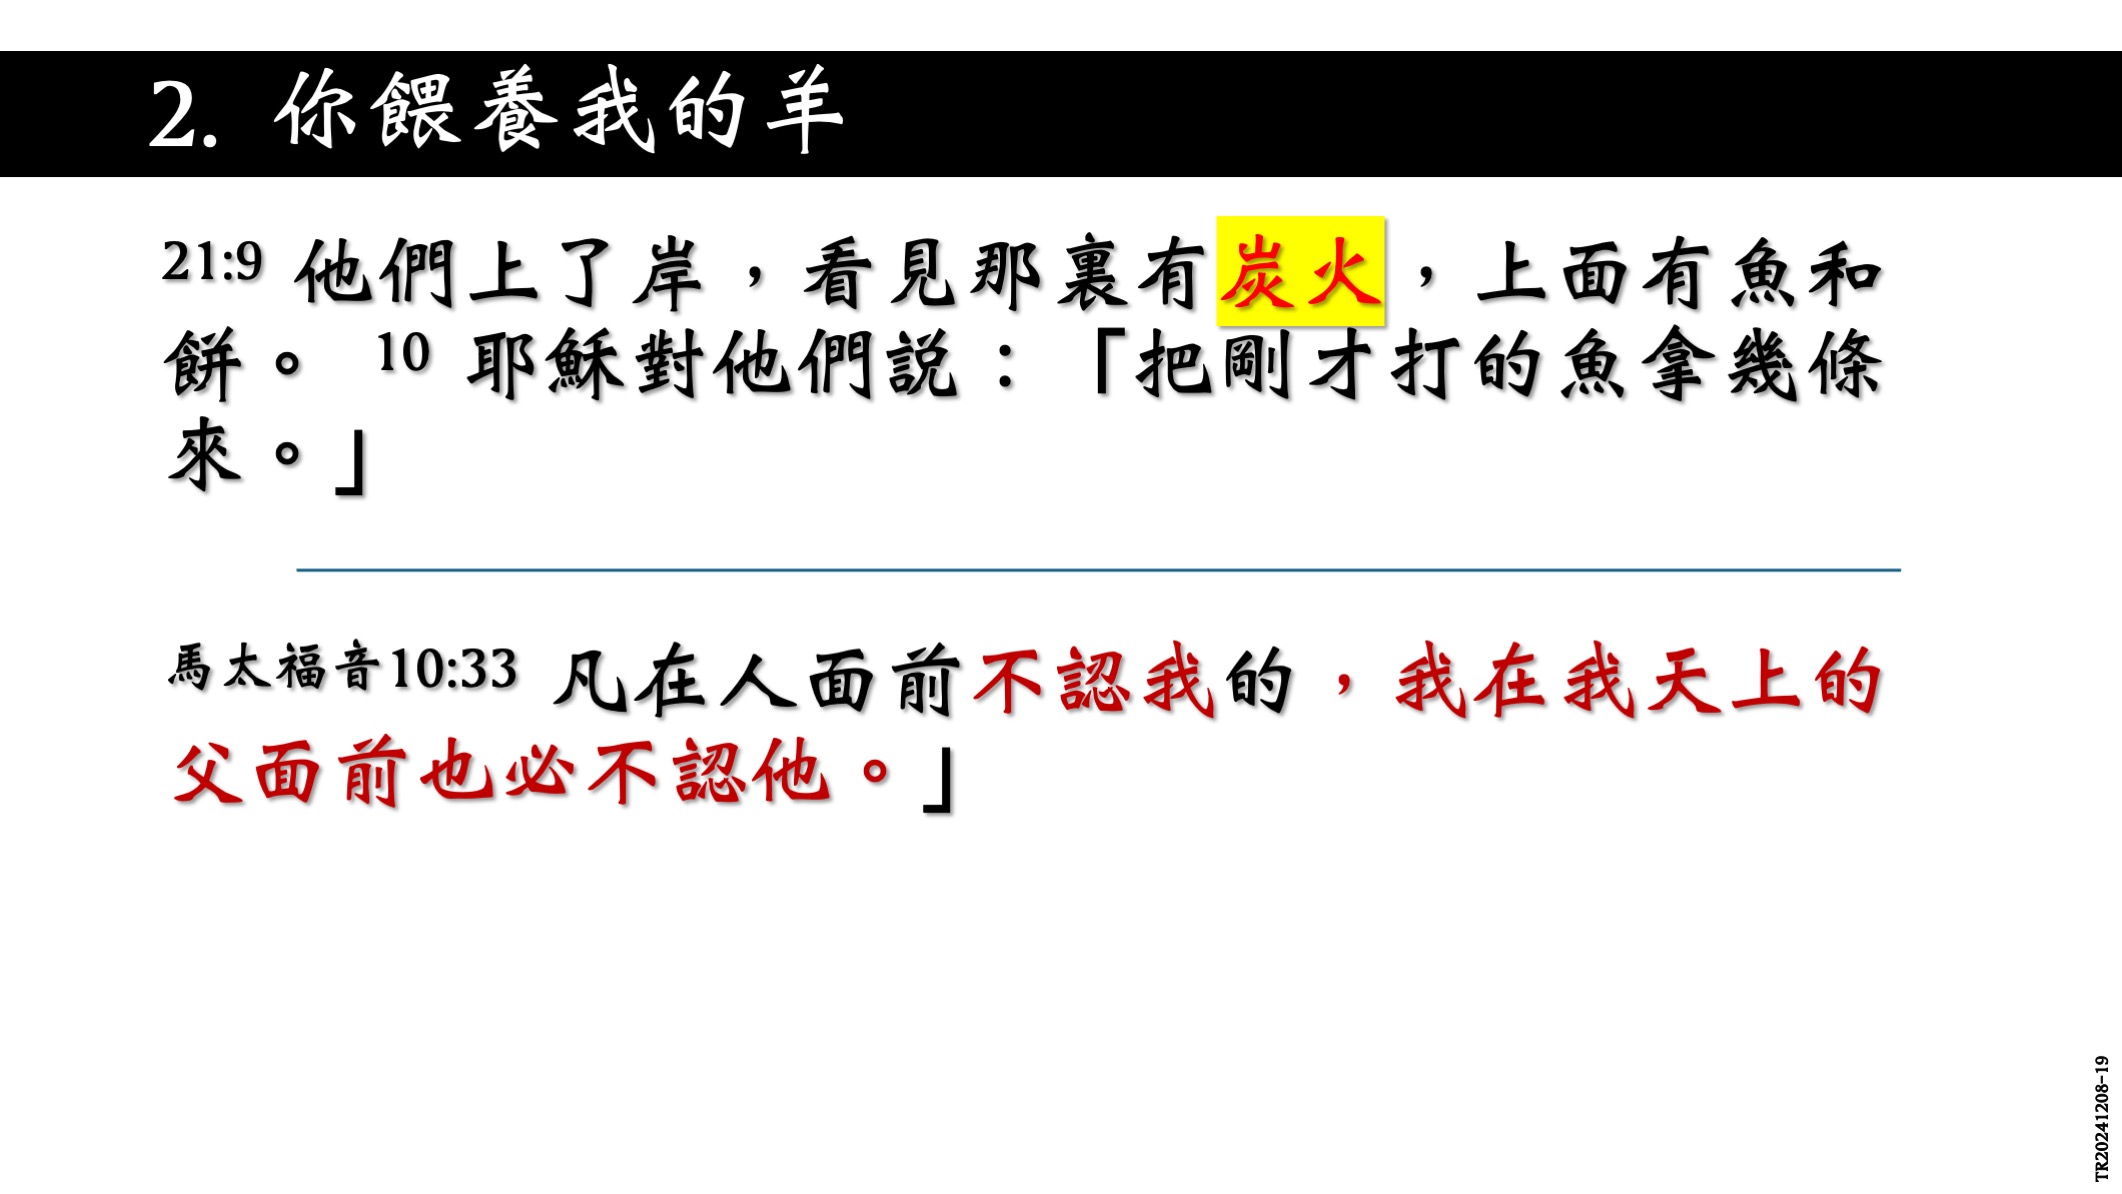 2. 你餵養我的羊
21:9 他們上了岸，看見那裏有炭火，上面有魚和
餅。 10 耶穌對他們説：「把剛才打的魚拿幾條
來。」
馬太福音10:33 凡在人面前不認我的，我在我天上的
父面前也必不認他。」
TR20241208-19